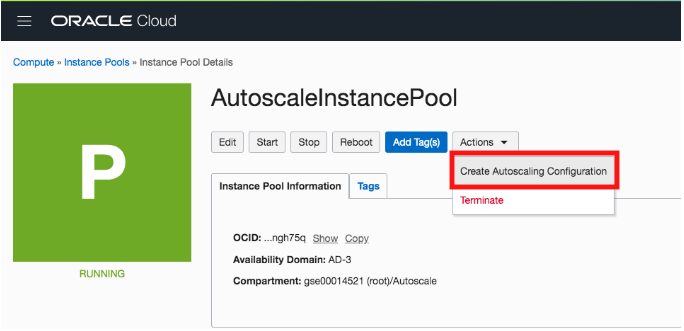 ORACLE Cloud
Compute » Instance Pools » Instance Pool Details
P
RUNNING
AutoscaleInstancePool
Edit Start Stop Reboot Add Tag(s) Actions
Create Autoscaling Configuration
Terminate
Instance Pool Information Tags
OCID: ...ngh75q Show Copy
Availability Domain: AD-3
Compartment: gse00014521 (root)/Autoscale